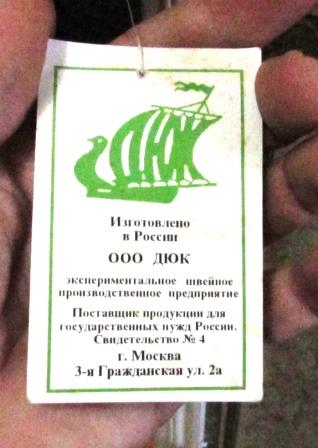 ДЮК
Изготовлено
в России
ООО ДЮК
экспериментальное швейное
производственное предприятие
Поставщик продукции для
государственных нужд России.
Свидетельство № 4
г. Москва
3-я Гражданская ул. 2а